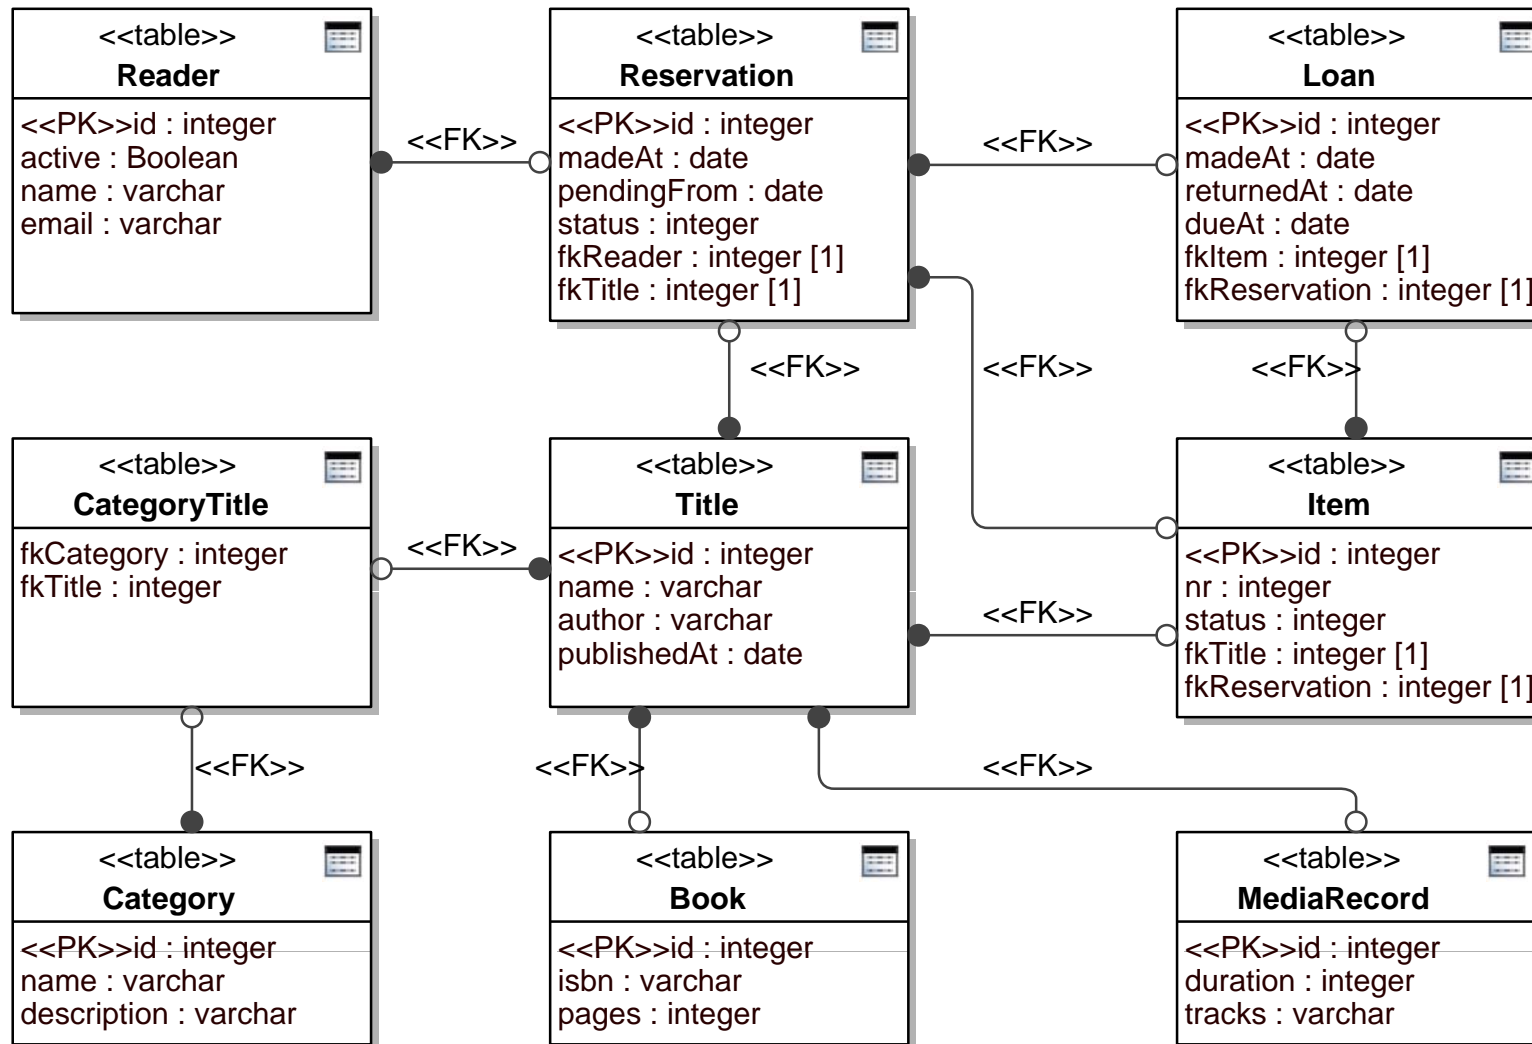 <<table>>
Reader
<<PK>>id : integer
active : Boolean
name : varchar
email : varchar
<<FK>>
<<table>>
Reservation
<<PK>>id : integer
madeAt : date
pendingFrom : date
status : integer
fkReader : integer [1]
fkTitle : integer [1]
<<FK>>
<<table>>
Loan
<<PK>>id : integer
madeAt : date
returnedAt : date
dueAt : date
fkItem : integer [1]
fkReservation : integer [1]
<<FK>>
<<FK>>
<<FK>>
<<table>>
CategoryTitle
fkCategory : integer
fkTitle : integer
<<FK>>
<<table>>
Title
<<PK>>id : integer
name : varchar
author : varchar
publishedAt : date
<<FK>>
<<table>>
Item
<<PK>>id : integer
nr : integer
status : integer
fkTitle : integer [1]
fkReservation : integer [1]
<<FK>>
<<FK>>
<<FK>>
<<table>>
Category
<<PK>>id : integer
name : varchar
description : varchar
<<table>>
Book
<<PK>>id : integer
isbn : varchar
pages : integer
<<table>>
MediaRecord
<<PK>>id : integer
duration : integer
tracks : varchar